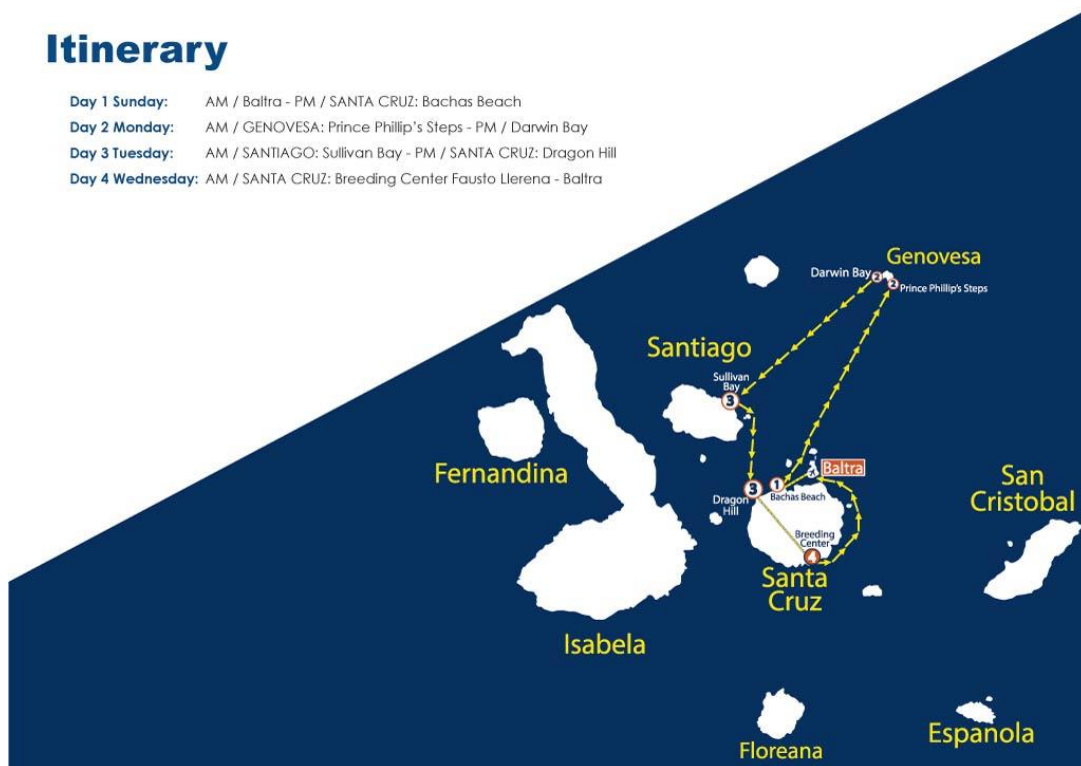 Itinerary
Day 1 Sunday: AM / Baltra - PM / SANTA CRUZ: Bachas Beach
Day 2 Monday: AM / GENOVESA: Prince Phillip's Steps - PM / Darwin Bay
Day 3 Tuesday: AM / SANTIAGO: Sullivan Bay - PM / SANTA CRUZ: Dragon Hill
Day 4 Wednesday: AM / SANTA CRUZ: Breeding Center Fausto Llerena - Baltra
Genovesa
Darwin Bay
2
2
Prince Phillip's Steps
Santiago
Sullivan
Bay
3
Fernandina
Baltra
3
1
Bachas Beach
Dragon
Hill
San
Cristobal
Breeding
Center
4
Santa
Cruz
Isabela
Floreana
Espanola